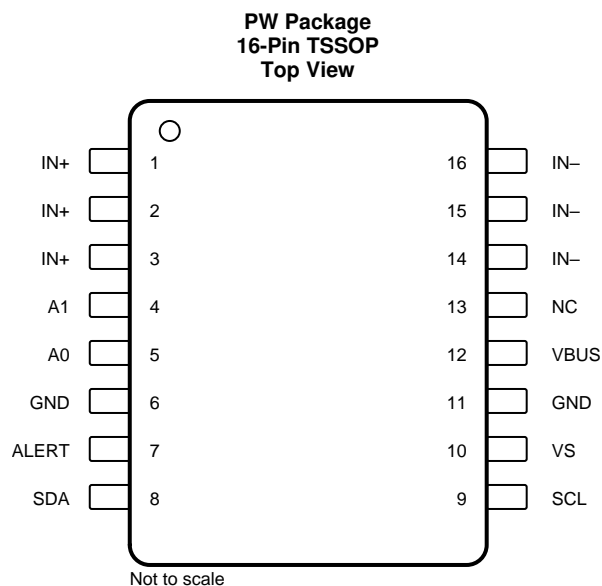 PW Package
16-Pin TSSOP
Top View
IN+ 1 16 IN–
IN+ 2 15 IN–
IN+ 3 14 IN–
A1 4 13 NC
A0 5 12 VBUS
GND 6 11 GND
ALERT 7 10 VS
SDA 8 9 SCL
Not to scale